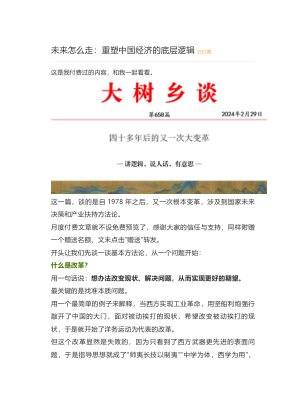 未来怎么走：重塑中国经济的底层逻辑 已付费
这是我付费过的内容，和我一起看看。
大树乡谈
第658篇 2024年2月29日
四十多年后的又一次大变革
— 讲逻辑，说人话，有意思 —
这一篇，谈的是自 1978 年之后，又一次根本变革，涉及到国家未来
决策和产业扶持方法论。
月度付费文章就不设免费预览了，感谢大家的信任与支持，同样附赠
一个赠送名额，文末点击“赠送”转发。
开头让我们先谈一谈基本方法论，从一个问题开始：
什么是改革？
用一句话说：想办法改变现状、解决问题，从而实现更好的期望。
最关键的是找准本质问题。
用一个最简单的例子来解释，当西方实现工业革命，用坚船利炮强行
敲开了中国的大门，面对被动挨打的现状，希望改变被动挨打的现
状，于是就开始了洋务运动为代表的改革。
但这个改革显然是失败的，因为只看到了西方武器更先进的表面问
题，于是指导思想就成了“师夷长技以制夷”“中学为体，西学为用”，